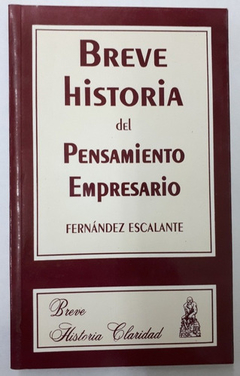 BREVE
HISTORIA
del
PENSAMIENTO
EMPRESARIO
FERNÁNDEZ ESCALANTE
Breve
Historia Claridad